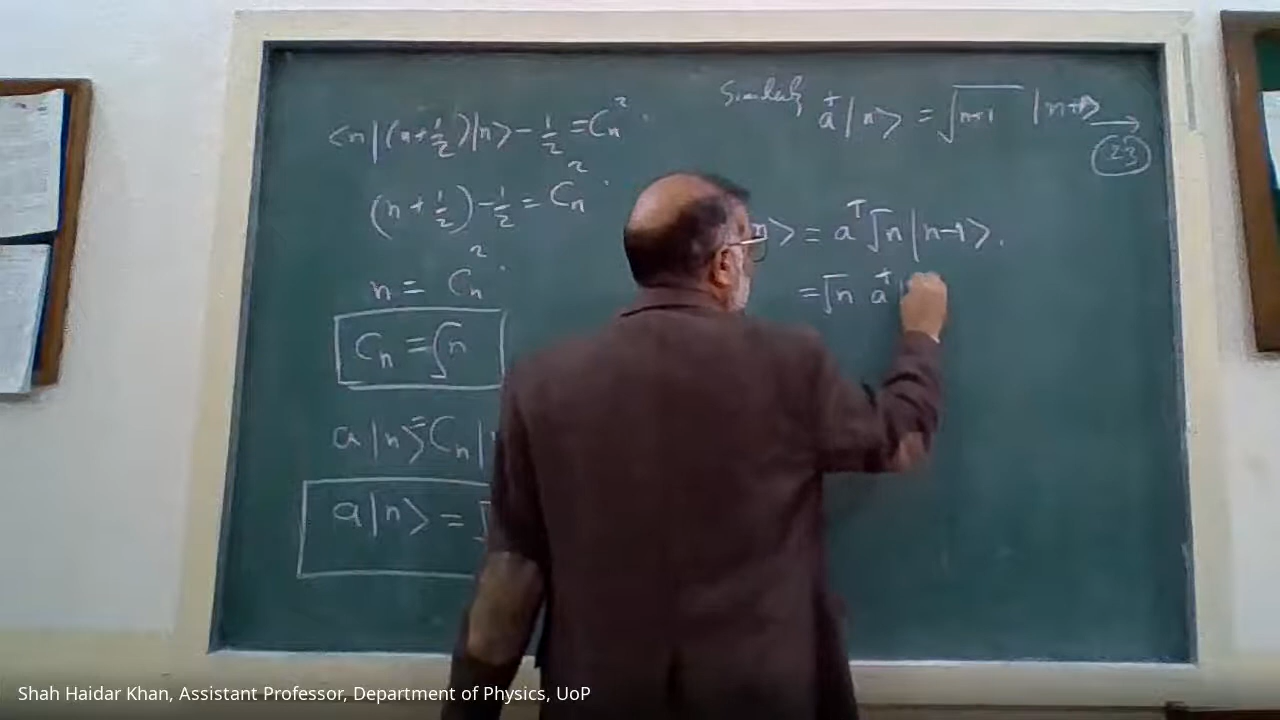 <n|(n+1/2)|n> - 1/2 = Cn²
(n+1/2) - 1/2 = Cn²
n = Cn²
Cn = √n
a|n> = Cn|
a|n> =
Similarly a†|n> = √n+1 |n+1> →
(23)
n> = a†√n|n-1>.
= √n a†
Shah Haidar Khan, Assistant Professor, Department of Physics, UoP